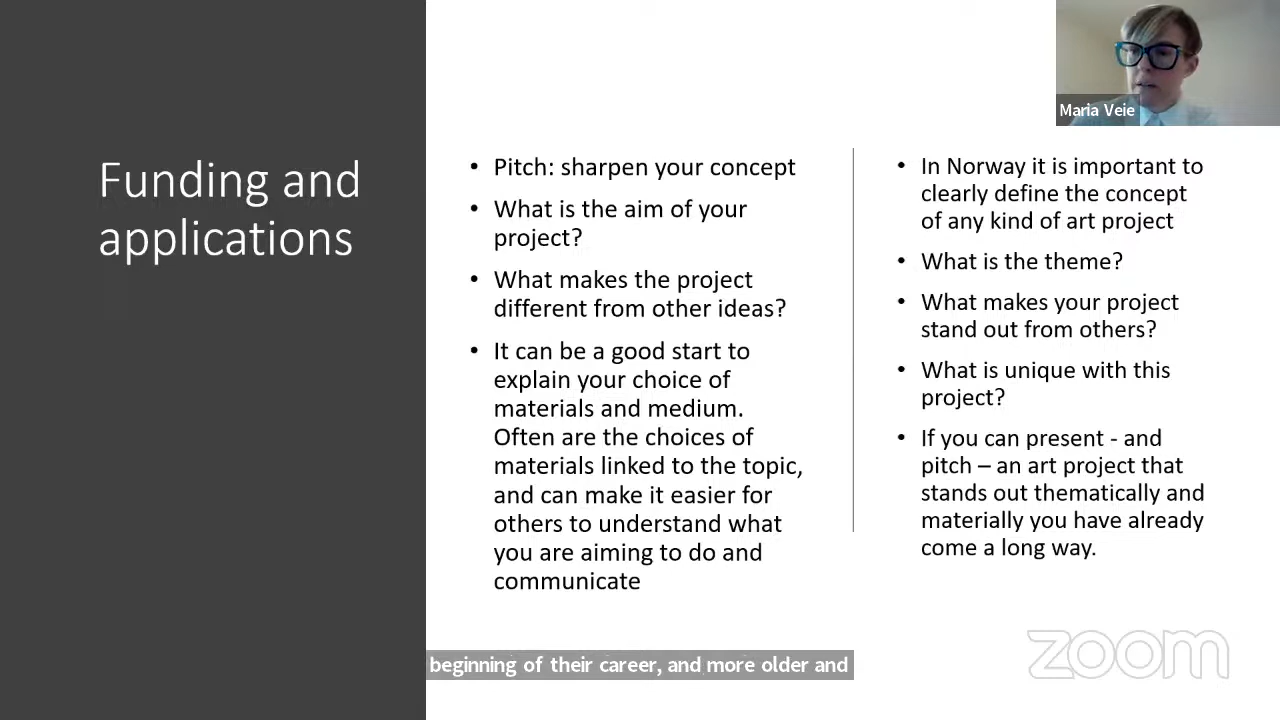 Maria Veie
Funding and
applications
• Pitch: sharpen your concept
• What is the aim of your
project?
• What makes the project
different from other ideas?
• It can be a good start to
explain your choice of
materials and medium.
Often are the choices of
materials linked to the topic,
and can make it easier for
others to understand what
you are aiming to do and
communicate
• In Norway it is important to
clearly define the concept
of any kind of art project
• What is the theme?
• What makes your project
stand out from others?
• What is unique with this
project?
• If you can present - and
pitch – an art project that
stands out thematically and
materially you have already
come a long way.
beginning of their career, and more older and
zoom